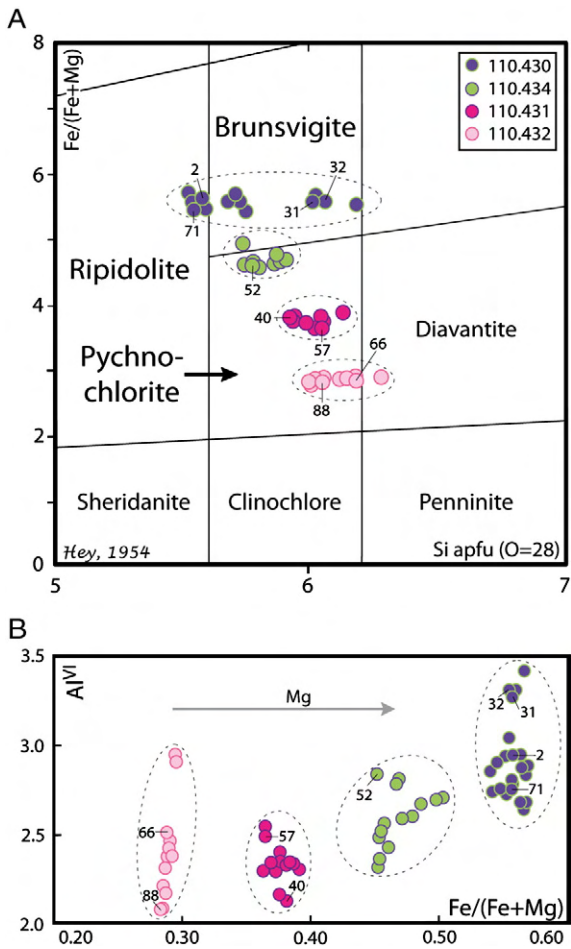 A
Fe/(Fe+Mg)
8
6
4
2
0
5
6
7
110.430
110.434
110.431
110.432
Brunsvigite
2
32
31
71
Ripidolite
52
40
57
Diavantite
Pychno-
chlorite
66
88
Sheridanite
Clinochlore
Penninite
Hey, 1954
Si apfu (O=28)
B
Al^VI
3.5
3.0
2.5
2.0
Mg
32
31
2
71
52
66
57
88
40
Fe/(Fe+Mg)
0.20
0.30
0.40
0.50
0.60